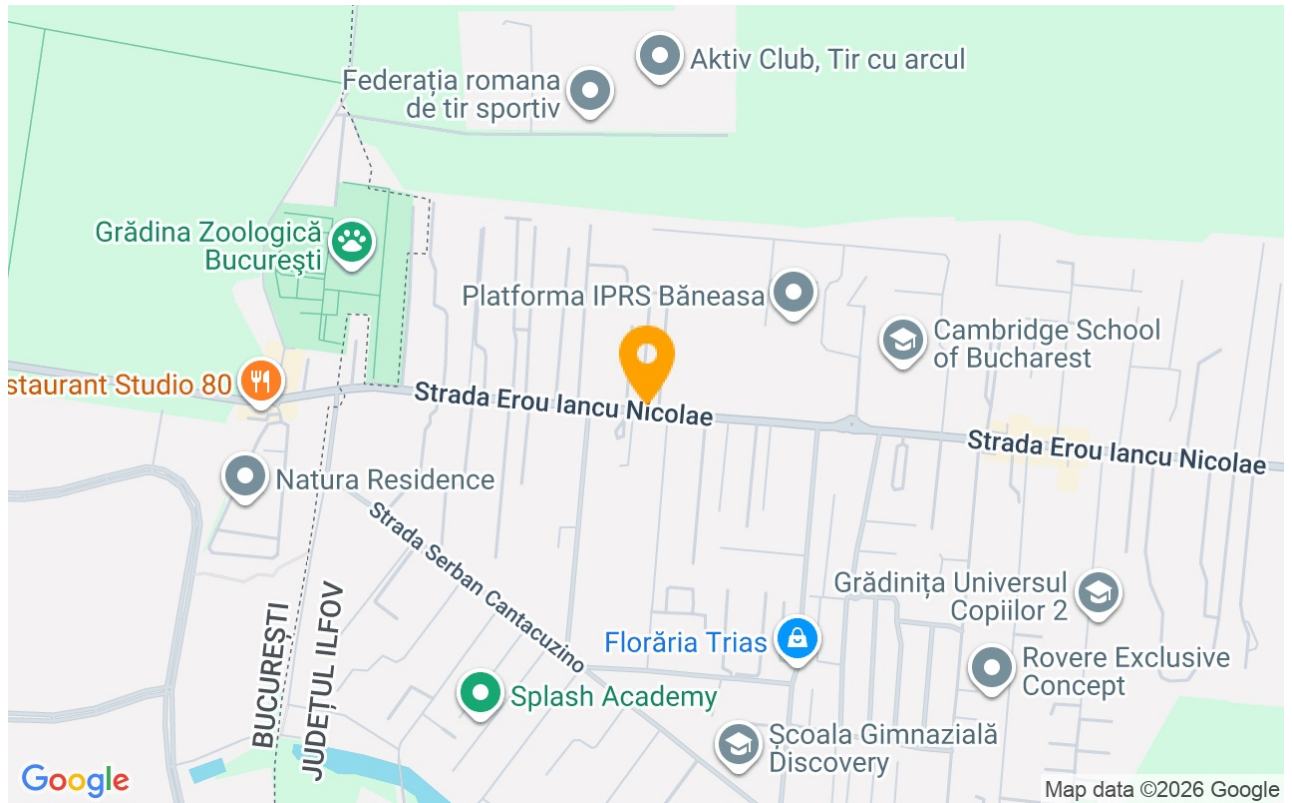 Aktiv Club, Tir cu arcul
Federația romana
de tir sportiv
Grădina Zoologică
București
Platforma IPRS Băneasa
Cambridge School
of Bucharest
staurant Studio 80
Strada Erou Iancu Nicolae
Strada Erou Iancu Nicolae
Natura Residence
Strada Serban Cantacuzino
BUCUREȘTI
JUDEȚUL ILFOV
Grădinița Universul
Copiilor 2
Florăria Trias
Rovere Exclusive
Concept
Splash Academy
Școala Gimnazială
Discovery
Google
Map data ©2026 Google